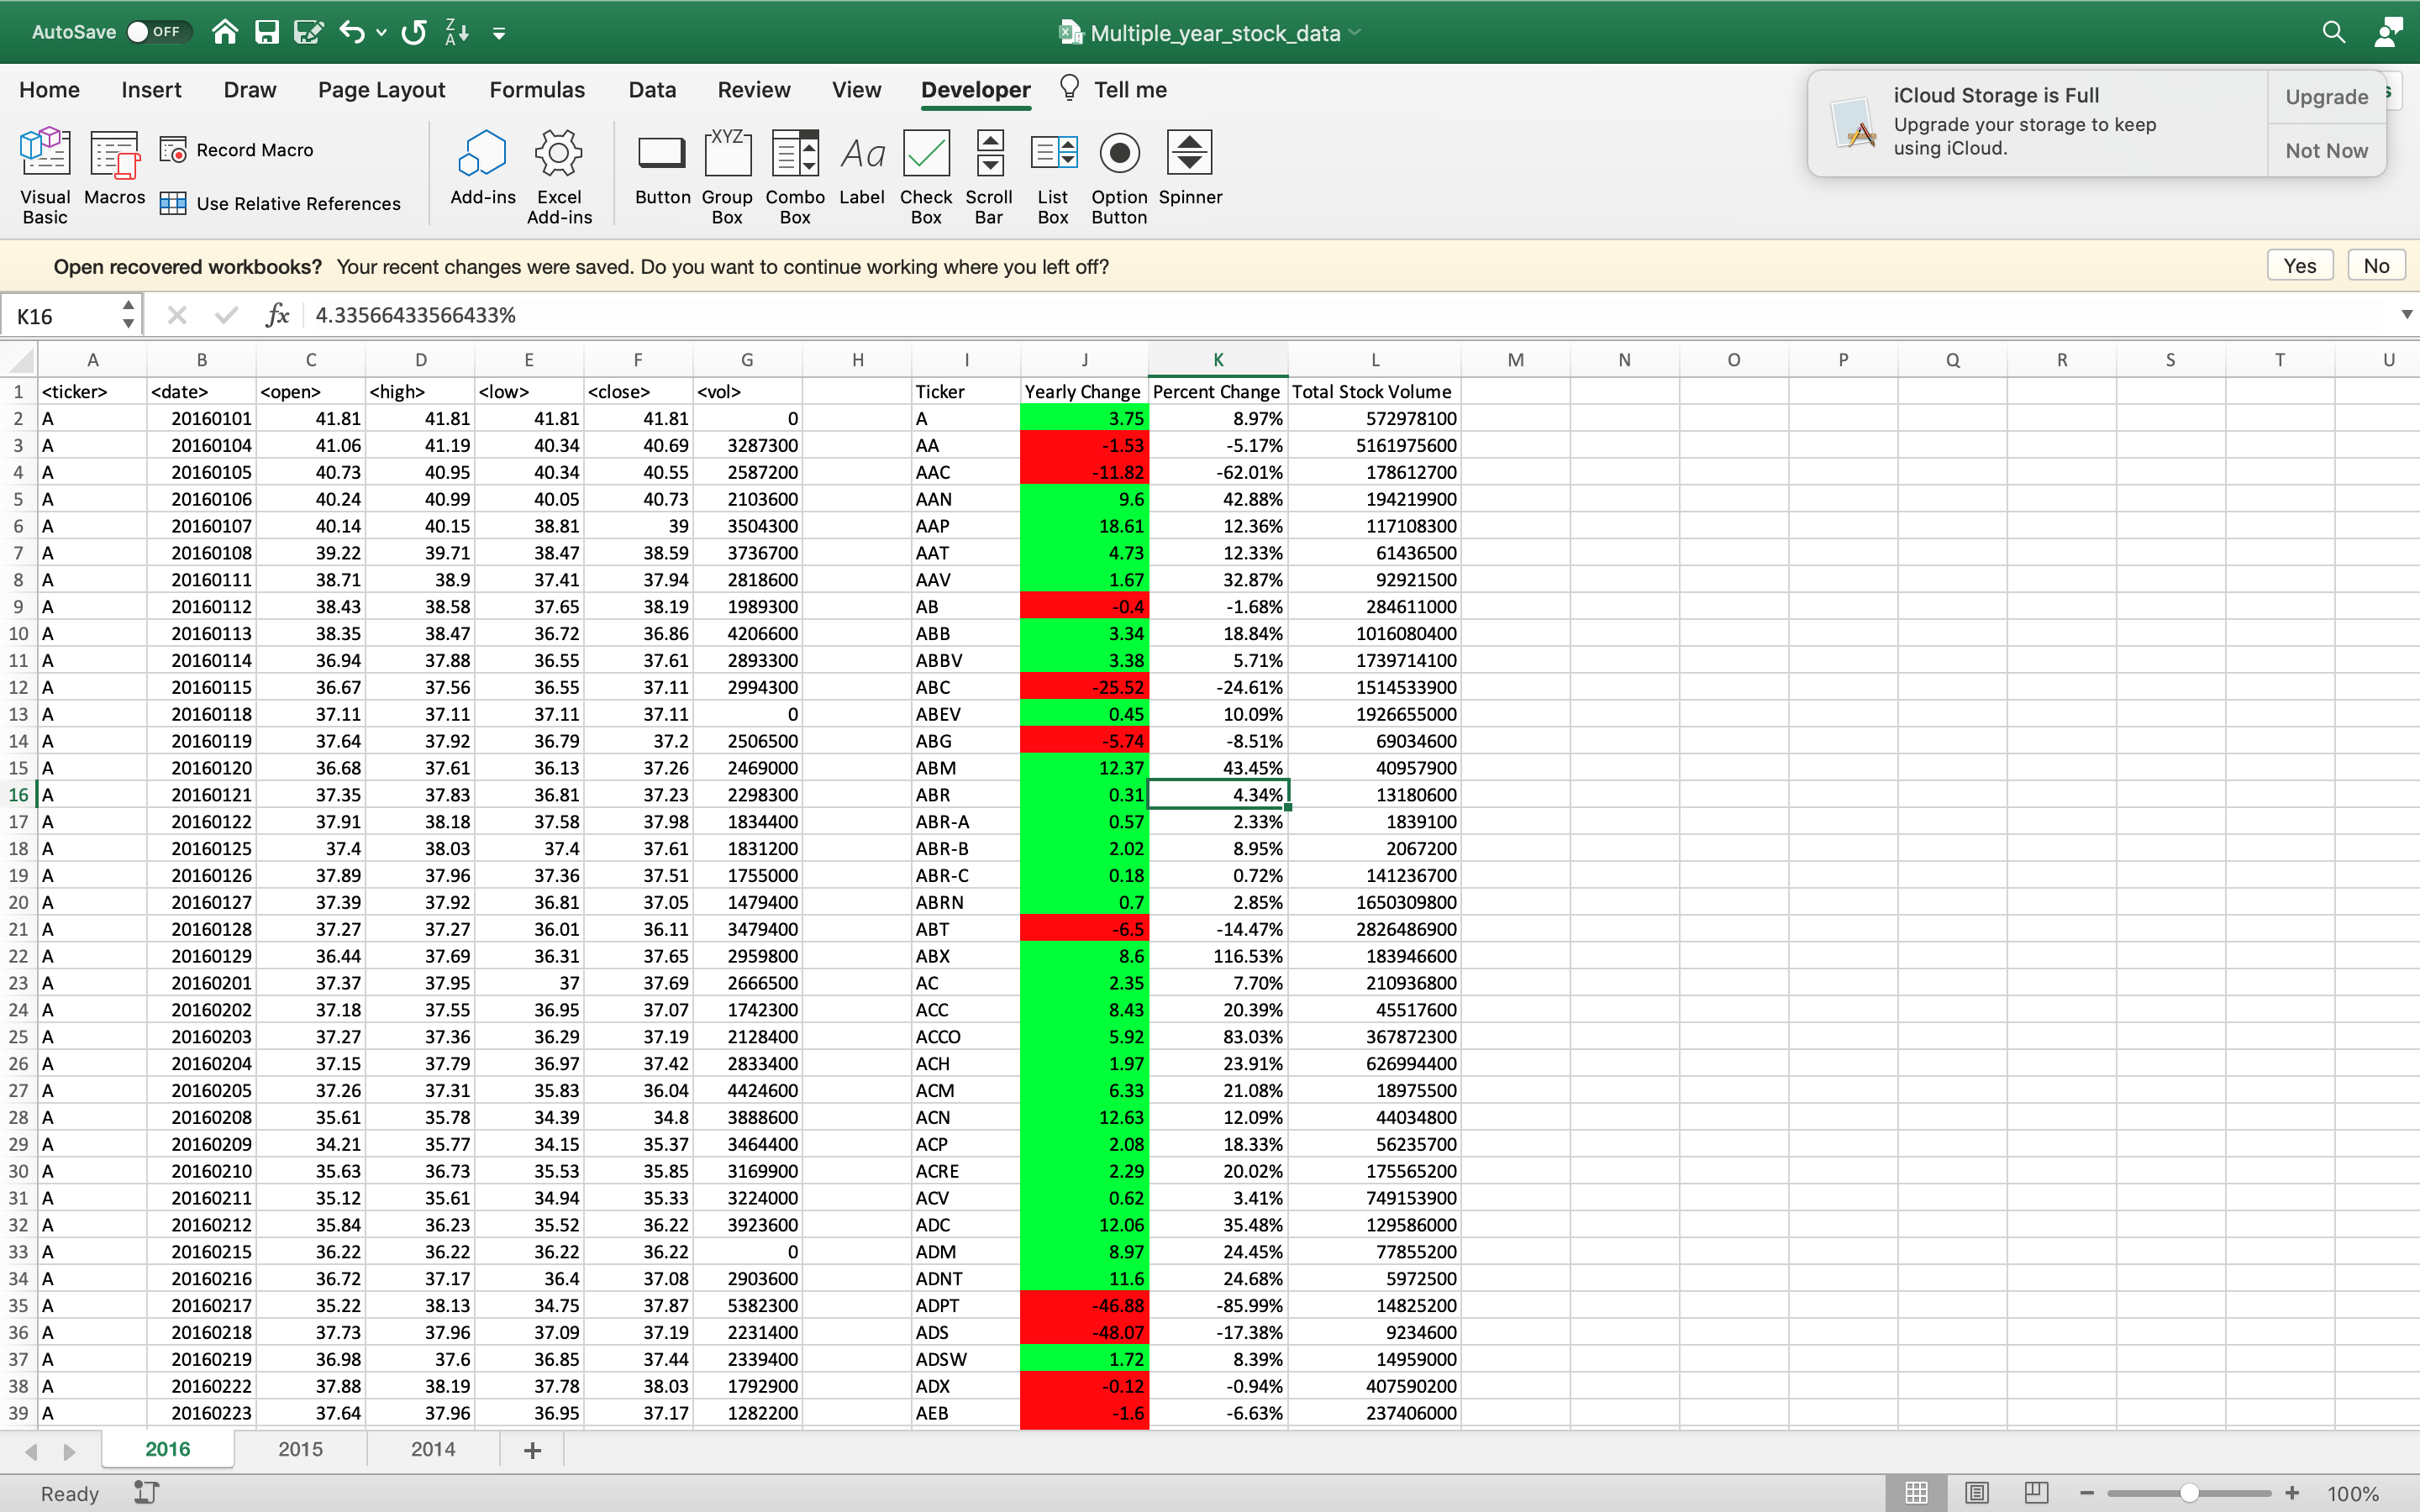 AutoSave OFF Multiple_year_stock_data
Home Insert Draw Page Layout Formulas Data Review View Developer Tell me
iCloud Storage is Full
Upgrade your storage to keep
using iCloud.
Upgrade
Not Now
Visual Basic Macros Record Macro Use Relative References Add-ins Excel Add-ins Button Group Box Combo Box Label Check Box Scroll Bar List Box Option Button Spinner
XYZ Aa
Open recovered workbooks? Your recent changes were saved. Do you want to continue working where you left off? Yes No
K16 fx 4.33566433566433%
A B C D E F G H I J K L M N O P Q R S T U
1 <ticker> <date> <open> <high> <low> <close> <vol> Ticker Yearly Change Percent Change Total Stock Volume
2 A 20160101 41.81 41.81 41.81 41.81 0 A 3.75 8.97% 572978100
3 A 20160104 41.06 41.19 40.34 40.69 3287300 AA -1.53 -5.17% 5161975600
4 A 20160105 40.73 40.95 40.34 40.55 2587200 AAC -11.82 -62.01% 178612700
5 A 20160106 40.24 40.99 40.05 40.73 2103600 AAN 9.6 42.88% 194219900
6 A 20160107 40.14 40.15 38.81 39 3504300 AAP 18.61 12.36% 117108300
7 A 20160108 39.22 39.71 38.47 38.59 3736700 AAT 4.73 12.33% 61436500
8 A 20160111 38.71 38.9 37.41 37.94 2818600 AAV 1.67 32.87% 92921500
9 A 20160112 38.43 38.58 37.65 38.19 1989300 AB -0.4 -1.68% 284611000
10 A 20160113 38.35 38.47 36.72 36.86 4206600 ABB 3.34 18.84% 1016080400
11 A 20160114 36.94 37.88 36.55 37.61 2893300 ABBV 3.38 5.71% 1739714100
12 A 20160115 36.67 37.56 36.55 37.11 2994300 ABC -25.52 -24.61% 1514533900
13 A 20160118 37.11 37.11 37.11 37.11 0 ABEV 0.45 10.09% 1926655000
14 A 20160119 37.64 37.92 36.79 37.2 2506500 ABG -5.74 -8.51% 69034600
15 A 20160120 36.68 37.61 36.13 37.26 2469000 ABM 12.37 43.45% 40957900
16 A 20160121 37.35 37.83 36.81 37.23 2298300 ABR 0.31 4.34% 13180600
17 A 20160122 37.91 38.18 37.58 37.98 1834400 ABR-A 0.57 2.33% 1839100
18 A 20160125 37.4 38.03 37.4 37.61 1831200 ABR-B 2.02 8.95% 2067200
19 A 20160126 37.89 37.96 37.36 37.51 1755000 ABR-C 0.18 0.72% 141236700
20 A 20160127 37.39 37.92 36.81 37.05 1479400 ABRN 0.7 2.85% 1650309800
21 A 20160128 37.27 37.27 36.01 36.11 3479400 ABT -6.5 -14.47% 2826486900
22 A 20160129 36.44 37.69 36.31 37.65 2959800 ABX 8.6 116.53% 183946600
23 A 20160201 37.37 37.95 37 37.69 2666500 AC 2.35 7.70% 210936800
24 A 20160202 37.18 37.55 36.95 37.07 1742300 ACC 8.43 20.39% 45517600
25 A 20160203 37.27 37.36 36.29 37.19 2128400 ACCO 5.92 83.03% 367872300
26 A 20160204 37.15 37.79 36.97 37.42 2833400 ACH 1.97 23.91% 626994400
27 A 20160205 37.26 37.31 35.83 36.04 4424600 ACM 6.33 21.08% 18975500
28 A 20160208 35.61 35.78 34.39 34.8 3888600 ACN 12.63 12.09% 44034800
29 A 20160209 34.21 35.77 34.15 35.37 3464400 ACP 2.08 18.33% 56235700
30 A 20160210 35.63 36.73 35.53 35.85 3169900 ACRE 2.29 20.02% 175565200
31 A 20160211 35.12 35.61 34.94 35.33 3224000 ACV 0.62 3.41% 749153900
32 A 20160212 35.84 36.23 35.52 36.22 3923600 ADC 12.06 35.48% 129586000
33 A 20160215 36.22 36.22 36.22 36.22 0 ADM 8.97 24.45% 77855200
34 A 20160216 36.72 37.17 36.4 37.08 2903600 ADNT 11.6 24.68% 5972500
35 A 20160217 35.22 38.13 34.75 37.87 5382300 ADPT -46.88 -85.99% 14825200
36 A 20160218 37.73 37.96 37.09 37.19 2231400 ADS -48.07 -17.38% 9234600
37 A 20160219 36.98 37.6 36.85 37.44 2339400 ADSW 1.72 8.39% 14959000
38 A 20160222 37.88 38.19 37.78 38.03 1792900 ADX -0.12 -0.94% 407590200
39 A 20160223 37.64 37.96 36.95 37.17 1282200 AEB -1.6 -6.63% 237406000
2016 2015 2014 +
Ready 100%